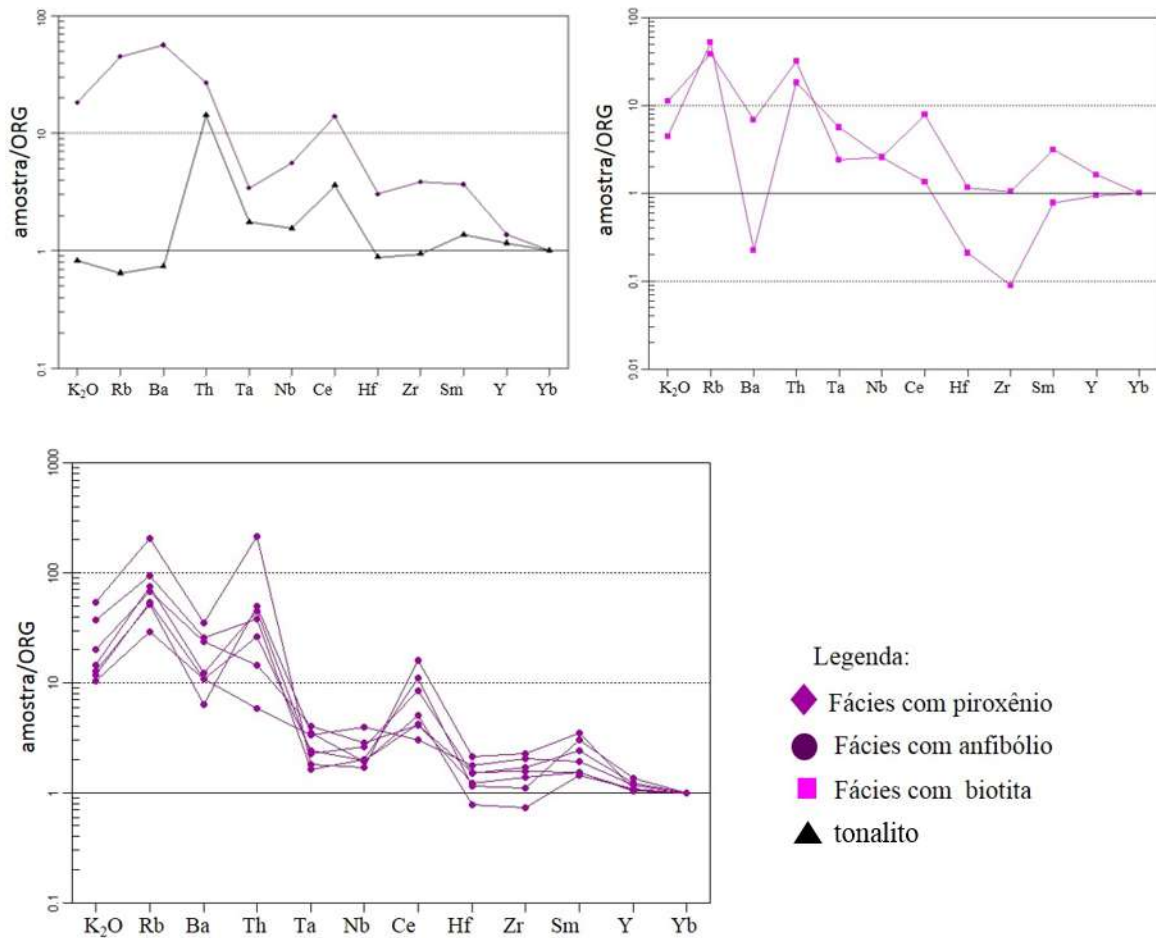 100
10
1
0.1
amostra/ORG
K₂O Rb Ba Th Ta Nb Ce Hf Zr Sm Y Yb
100
10
1
0.1
0.01
amostra/ORG
K₂O Rb Ba Th Ta Nb Ce Hf Zr Sm Y Yb
1000
100
10
1
0.1
amostra/ORG
K₂O Rb Ba Th Ta Nb Ce Hf Zr Sm Y Yb
Legenda:
Fácies com piroxênio
Fácies com anfibólio
Fácies com biotita
tonalito